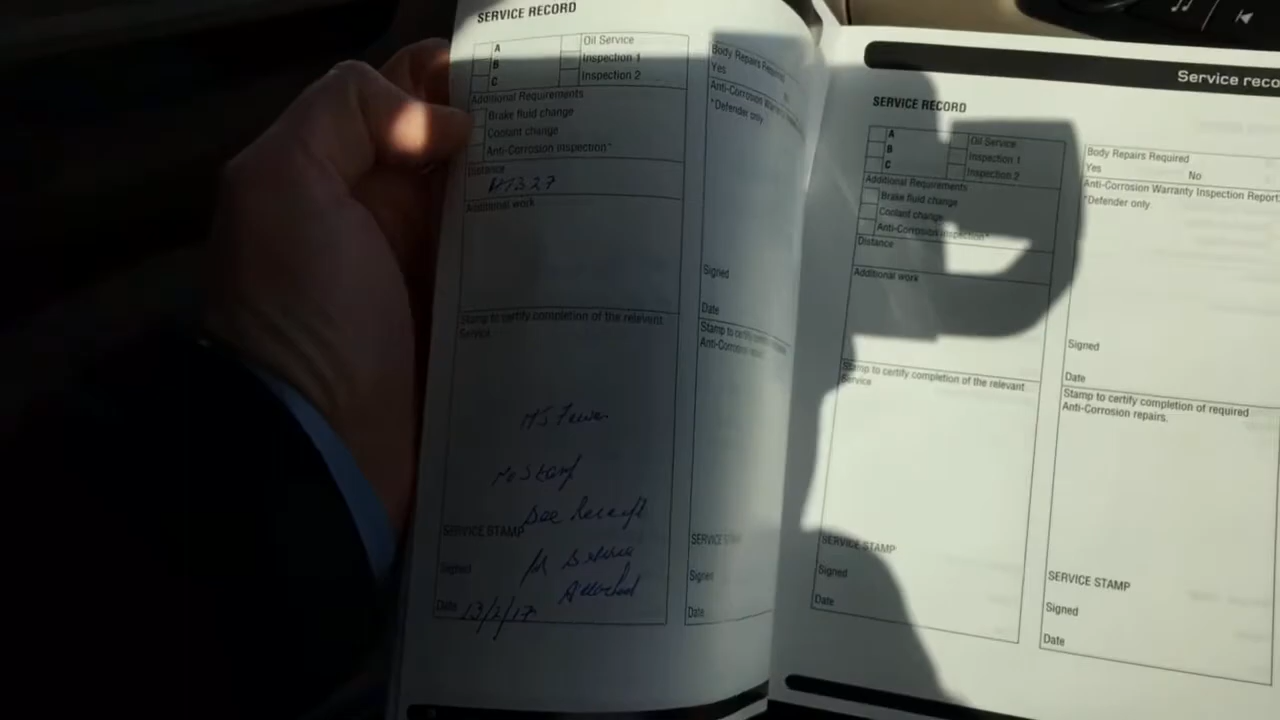 SERVICE RECORD
A
B
C
Oil Service
Inspection 1
Inspection 2
Additional Requirements
Brake fluid change
Coolant change
Anti-Corrosion Inspection*
Distance
Additional work
Stamp to certify completion of the relevant
Service
No Stamp
See Receipt
SERVICE STAMP
Service
Signed
Attached
Date 13/2/17
Body Repairs Required
Yes
*Defender only
Signed
Date
Stamp to certify
SERVICE STAMP
Signed
Date
Service reco
SERVICE RECORD
A
B
C
Oil Service
Inspection 1
Inspection 2
Additional Requirements
Brake fluid change
Coolant change
Anti-Corrosion Inspection*
Distance
Additional work
Stamp to certify completion of the relevant
Service
SERVICE STAMP
Signed
Date
Body Repairs Required
Yes No
Anti-Corrosion Warranty Inspection Report
*Defender only
Signed
Date
Stamp to certify completion of required
Anti-Corrosion repairs.
SERVICE STAMP
Signed
Date